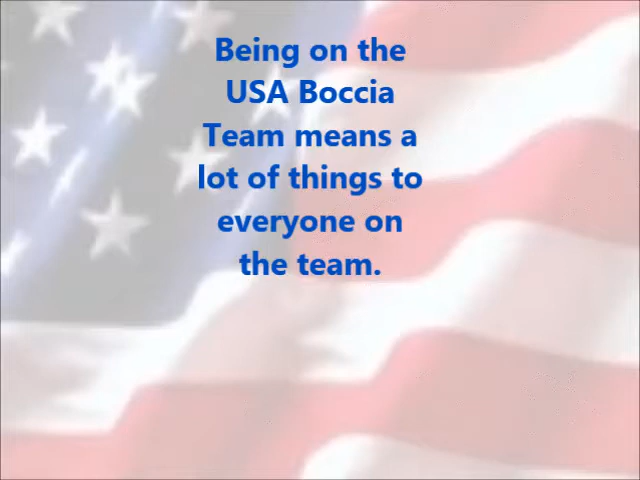 Being on the
USA Boccia
Team means a
lot of things to
everyone on
the team.